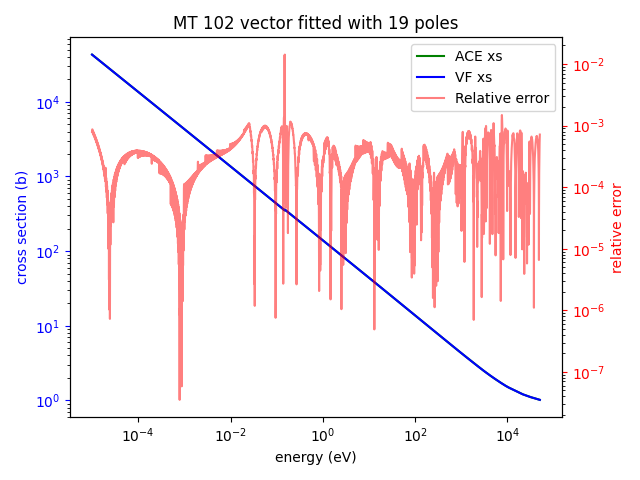 MT 102 vector fitted with 19 poles
ACE xs
VF xs
Relative error
cross section (b)
10^4
10^3
10^2
10^1
10^0
10^-2
10^-3
10^-4
10^-5
10^-6
10^-7
relative error
10^-4 10^-2 10^0 10^2 10^4
energy (eV)